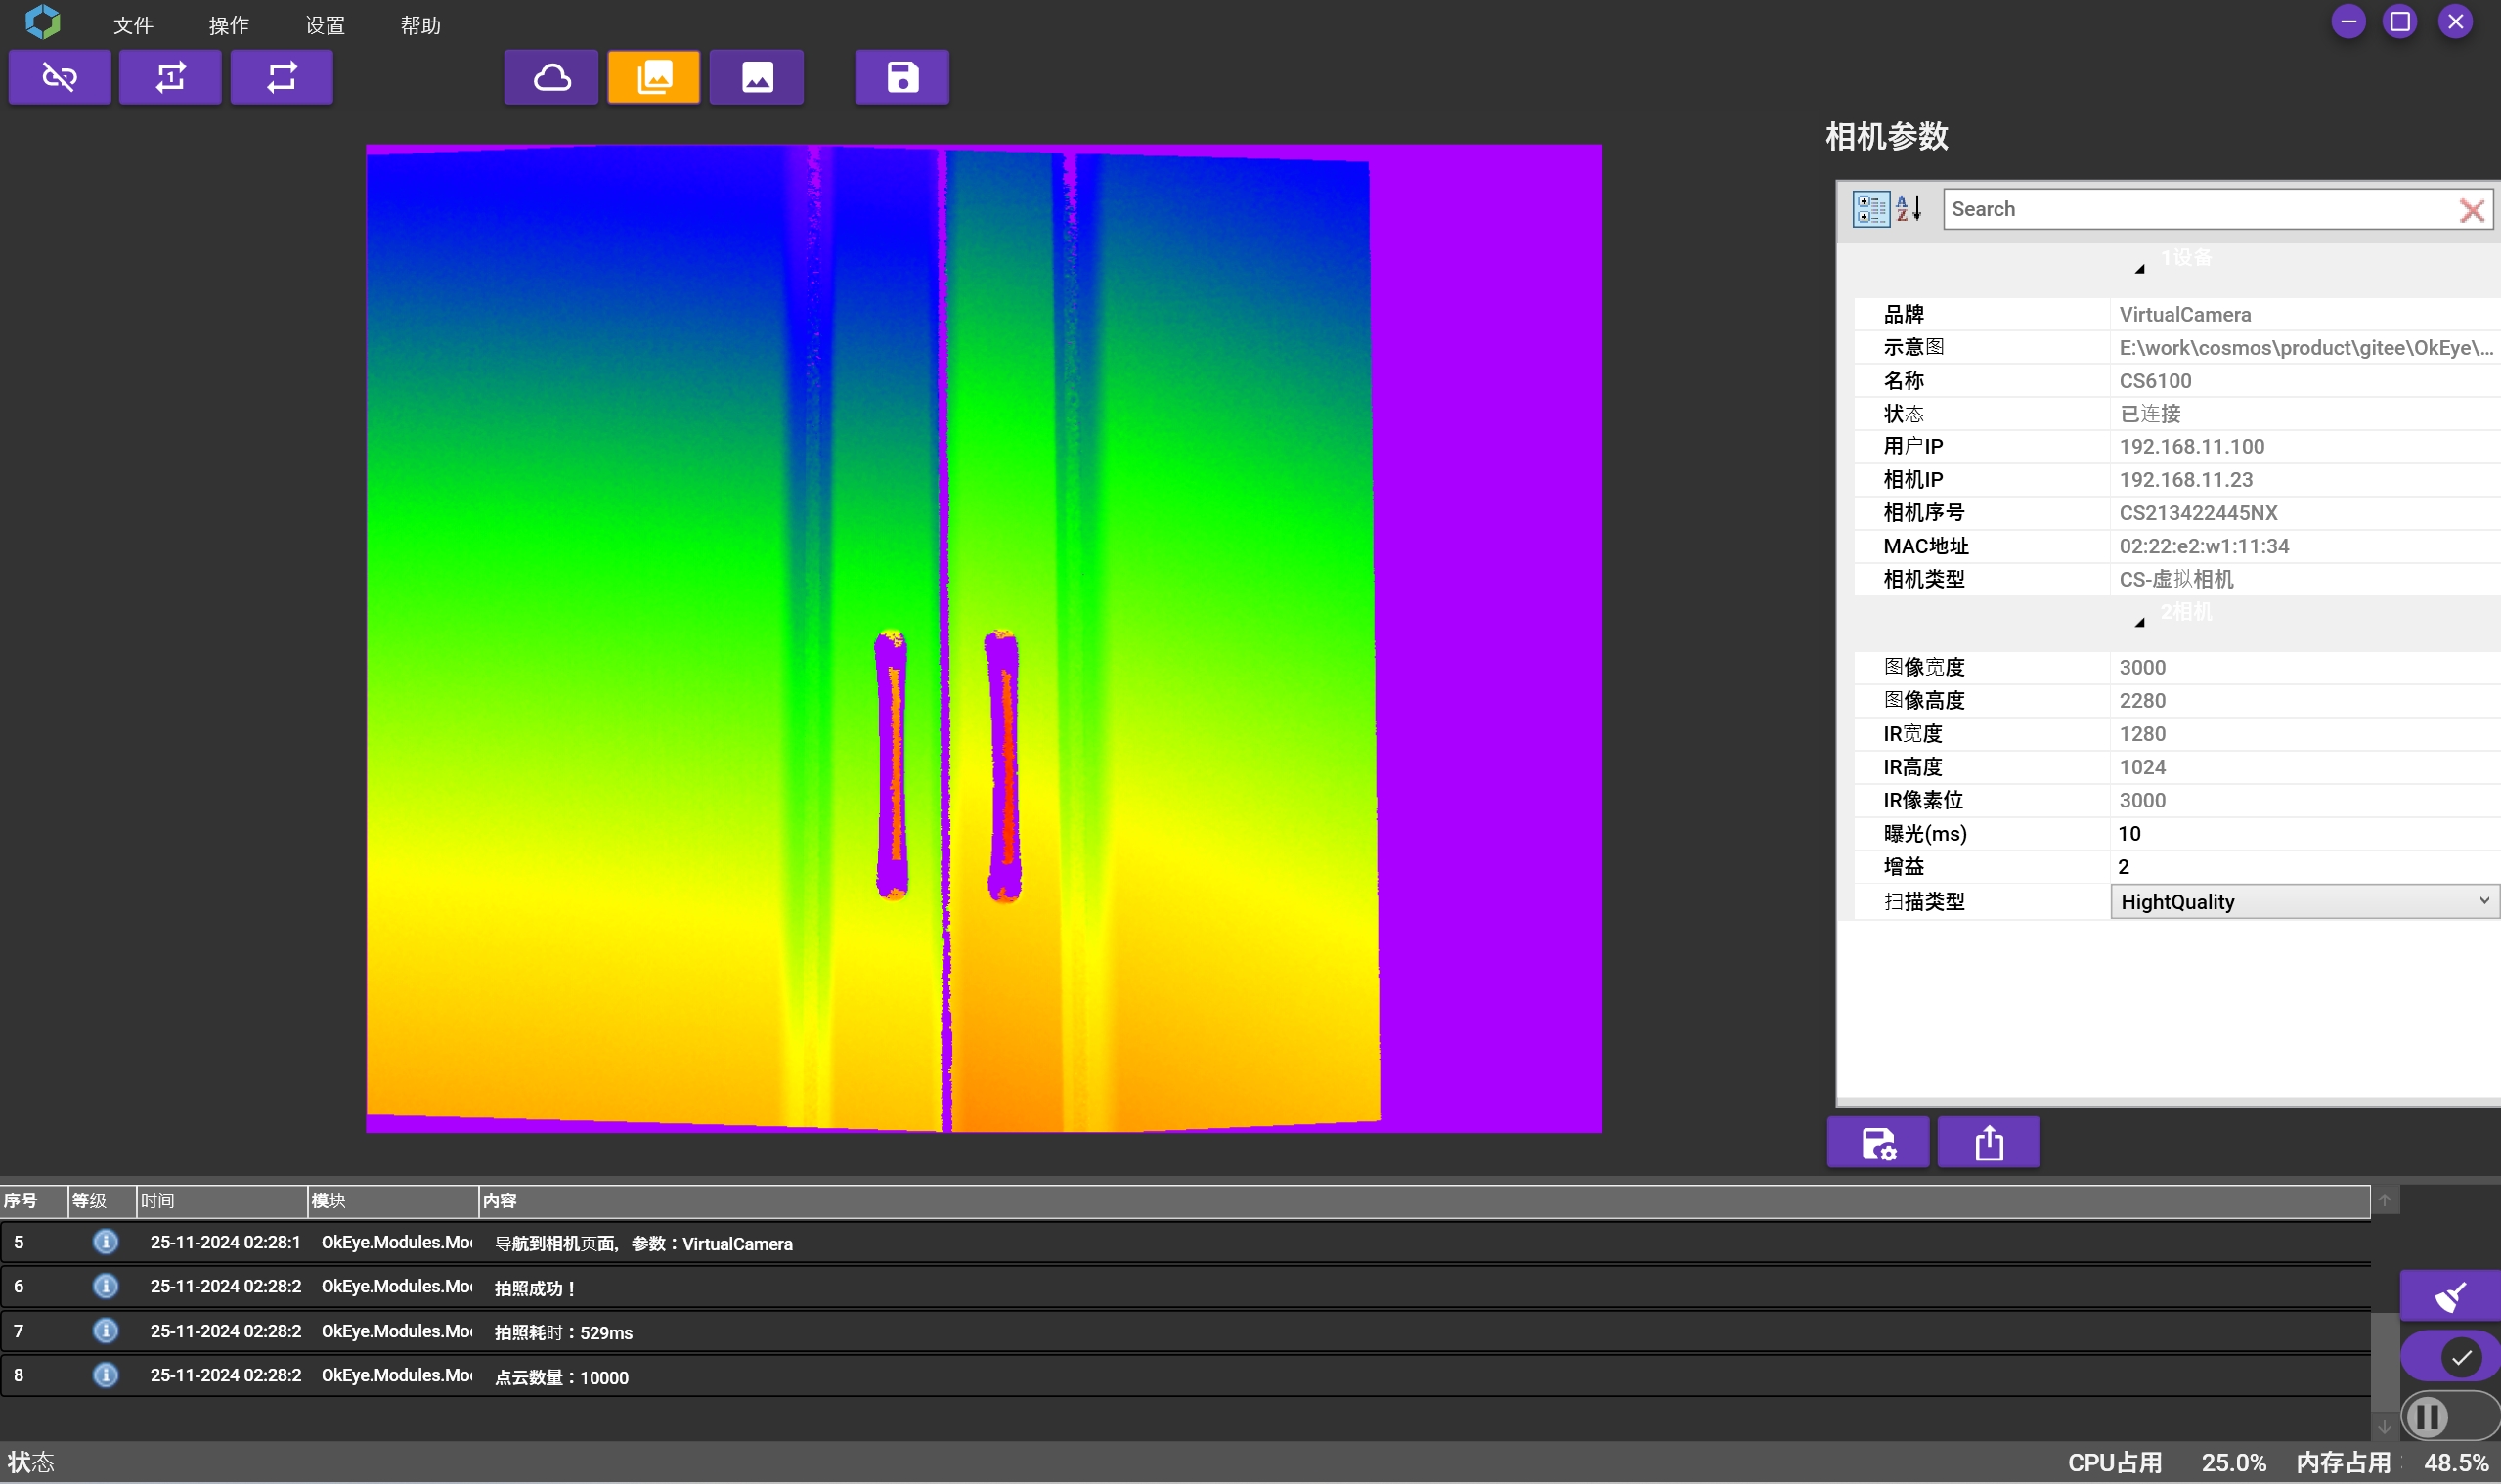 文件 操作 设置 帮助
相机参数
Search
1设备
品牌 VirtualCamera
示意图 E:\work\cosmos\product\gitee\OkEye\...
名称 CS6100
状态 已连接
用户IP 192.168.11.100
相机IP 192.168.11.23
相机序号 CS213422445NX
MAC地址 02:22:e2:w1:11:34
相机类型 CS-虚拟相机
2相机
图像宽度 3000
图像高度 2280
IR宽度 1280
IR高度 1024
IR像素位 3000
曝光(ms) 10
增益 2
扫描类型 HightQuality
序号 等级 时间 模块 内容
5 25-11-2024 02:28:1 OkEye.Modules.Mo 导航到相机页面，参数：VirtualCamera
6 25-11-2024 02:28:2 OkEye.Modules.Mo 拍照成功！
7 25-11-2024 02:28:2 OkEye.Modules.Mo 拍照耗时：529ms
8 25-11-2024 02:28:2 OkEye.Modules.Mo 点云数量：10000
状态 CPU占用 25.0% 内存占用： 48.5%